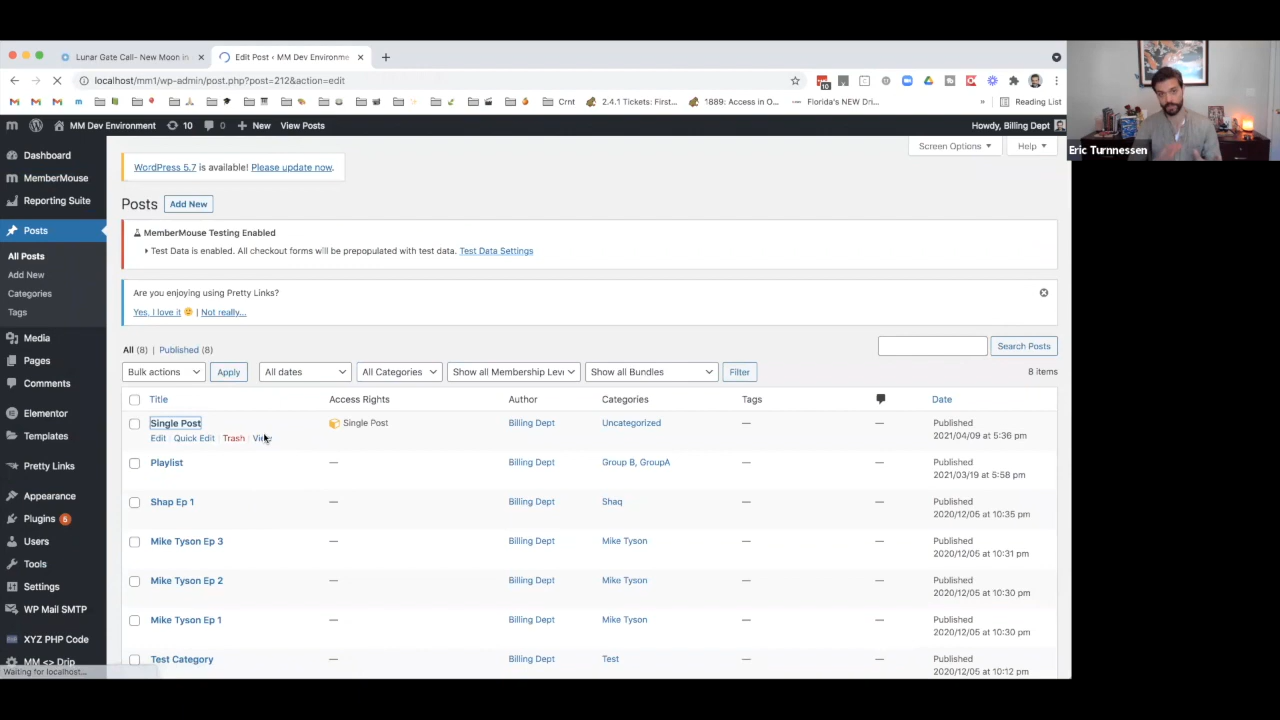 Lunar Gate Call- New Moon in
Edit Post ‹ MM Dev Environme
localhost/mm1/wp-admin/post.php?post=212&action=edit
10
Crnt
2.4.1 Tickets: First...
1689: Access in O...
Florida's NEW Dri...
»
Reading List
MM Dev Environment
10
0
+ New
View Posts
Howdy, Billing Dept
Eric Turnnessen
Dashboard
MemberMouse
Reporting Suite
Posts
All Posts
Add New
Categories
Tags
Media
Pages
Comments
Elementor
Templates
Pretty Links
Appearance
Plugins 6
Users
Tools
Settings
WP Mail SMTP
XYZ PHP Code
MM <> Drip
Waiting for localhost...
Screen Options
Help
WordPress 5.7 is available! Please update now.
Posts Add New
MemberMouse Testing Enabled
Test Data is enabled. All checkout forms will be prepopulated with test data. Test Data Settings
Are you enjoying using Pretty Links?
Yes, I love it | Not really...
All (8) | Published (8)
Search Posts
Bulk actions Apply All dates All Categories Show all Membership Leve Show all Bundles Filter
8 items
Title Access Rights Author Categories Tags Date
Single Post Single Post Billing Dept Uncategorized — Published
2021/04/09 at 5:36 pm
Edit | Quick Edit | Trash | View
Playlist — Billing Dept Group B, GroupA — — Published
2021/03/19 at 5:58 pm
Shap Ep 1 — Billing Dept Shaq — — Published
2020/12/05 at 10:35 pm
Mike Tyson Ep 3 — Billing Dept Mike Tyson — — Published
2020/12/05 at 10:31 pm
Mike Tyson Ep 2 — Billing Dept Mike Tyson — — Published
2020/12/05 at 10:30 pm
Mike Tyson Ep 1 — Billing Dept Mike Tyson — — Published
2020/12/05 at 10:30 pm
Test Category — Billing Dept Test — — Published
2020/12/05 at 10:12 pm